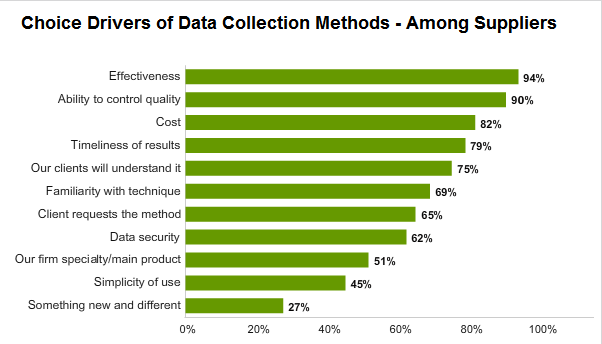 Choice Drivers of Data Collection Methods - Among Suppliers
Effectiveness 94%
Ability to control quality 90%
Cost 82%
Timeliness of results 79%
Our clients will understand it 75%
Familiarity with technique 69%
Client requests the method 65%
Data security 62%
Our firm specialty/main product 51%
Simplicity of use 45%
Something new and different 27%
0% 20% 40% 60% 80% 100%